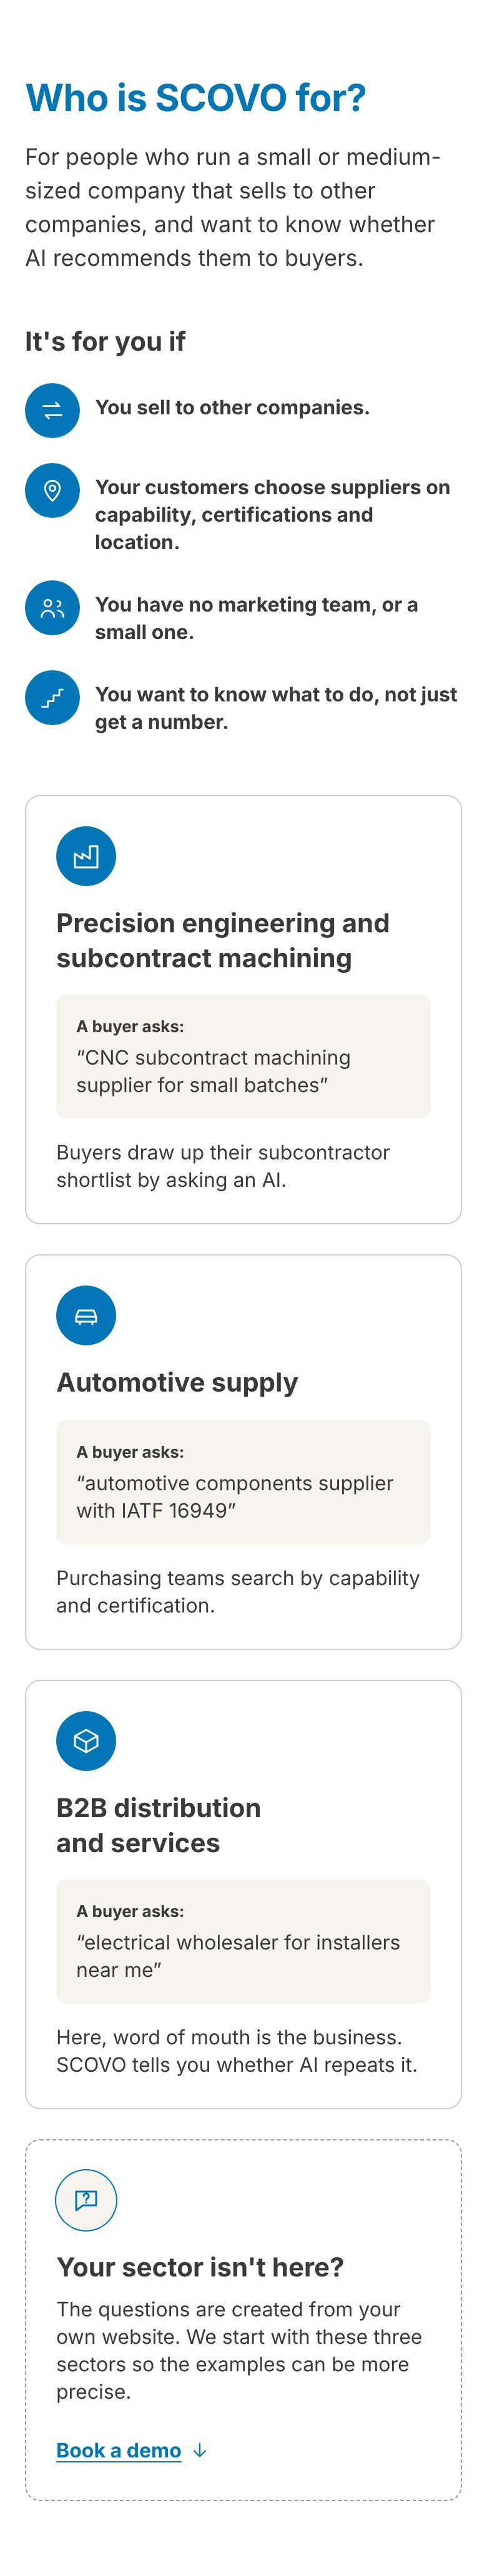 Who is SCOVO for?
For people who run a small or medium-
sized company that sells to other
companies, and want to know whether
AI recommends them to buyers.
It's for you if
You sell to other companies.
Your customers choose suppliers on
capability, certifications and
location.
You have no marketing team, or a
small one.
You want to know what to do, not just
get a number.
Precision engineering and
subcontract machining
A buyer asks:
“CNC subcontract machining
supplier for small batches”
Buyers draw up their subcontractor
shortlist by asking an AI.
Automotive supply
A buyer asks:
“automotive components supplier
with IATF 16949”
Purchasing teams search by capability
and certification.
B2B distribution
and services
A buyer asks:
“electrical wholesaler for installers
near me”
Here, word of mouth is the business.
SCOVO tells you whether AI repeats it.
Your sector isn't here?
The questions are created from your
own website. We start with these three
sectors so the examples can be more
precise.
Book a demo ↓